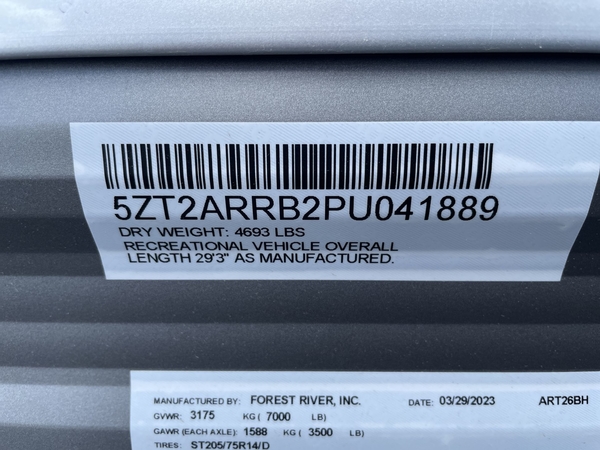 5ZT2ARRB2PU041889
DRY WEIGHT: 4693 LBS
RECREATIONAL VEHICLE OVERALL
LENGTH 29'3" AS MANUFACTURED.
MANUFACTURED BY: FOREST RIVER, INC. DATE: 03/29/2023 ART26BH
GVWR: 3175 KG ( 7000 LB)
GAWR (EACH AXLE): 1588 KG ( 3500 LB)
TIRES: ST205/75R14/D